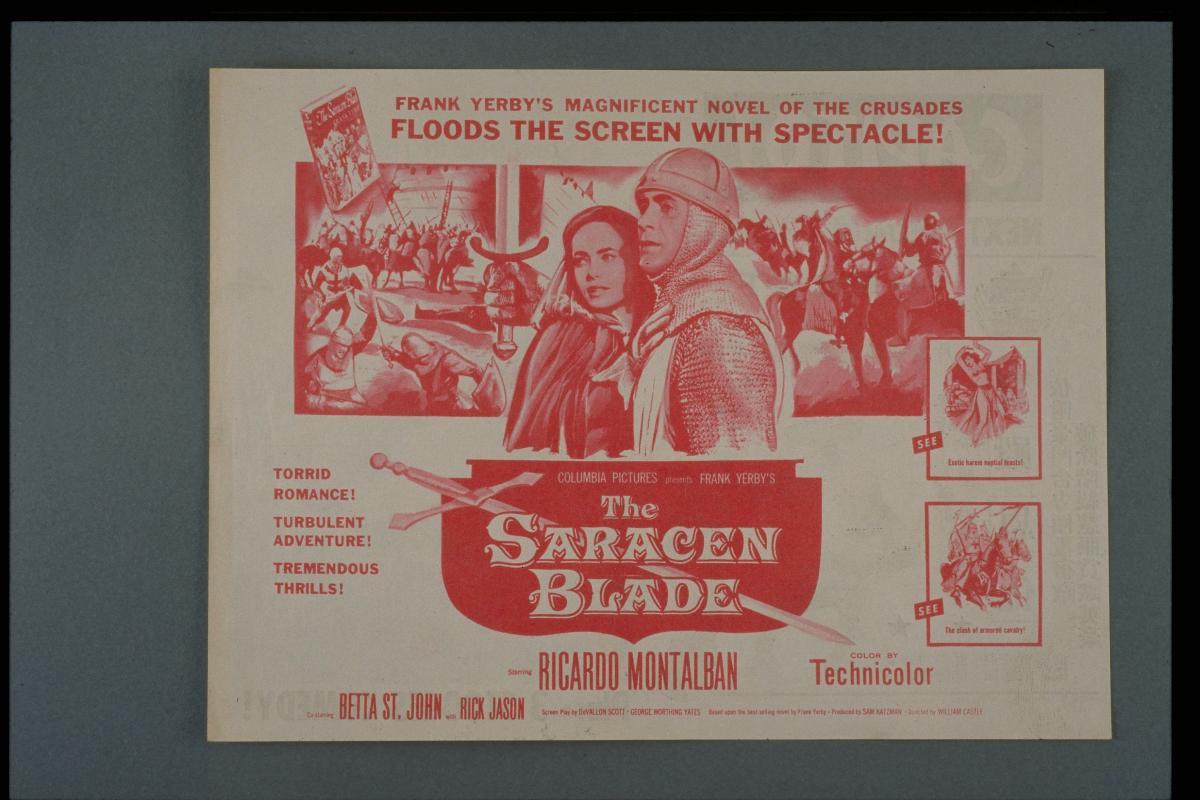 The Saracen Blade
FRANK YERBY'S MAGNIFICENT NOVEL OF THE CRUSADES
FLOODS THE SCREEN WITH SPECTACLE!
SEE
Exotic harem nuptial feasts!
TORRID
ROMANCE!
TURBULENT
ADVENTURE!
TREMENDOUS
THRILLS!
COLUMBIA PICTURES presents FRANK YERBY'S
The
SARACEN
BLADE
SEE
The clash of armored cavalry!
Starring RICARDO MONTALBAN
COLOR BY
Technicolor
Co-starring BETTA ST. JOHN with RICK JASON
Screen Play by DeVALLON SCOTT · GEORGE WORTHING YATES Based upon the best-selling novel by Frank Yerby · Produced by SAM KATZMAN · Directed by WILLIAM CASTLE